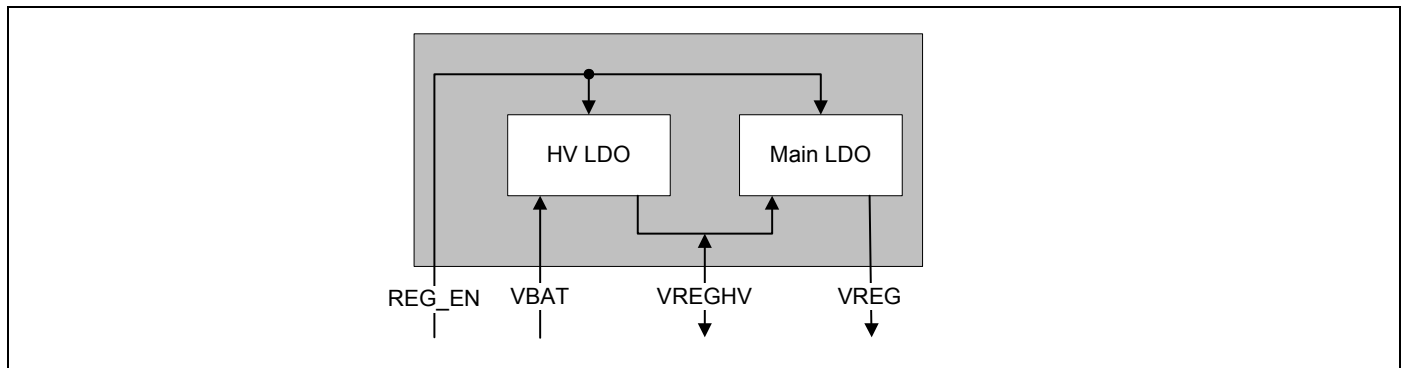 HV LDO
Main LDO
REG_EN
VBAT
VREGHV
VREG